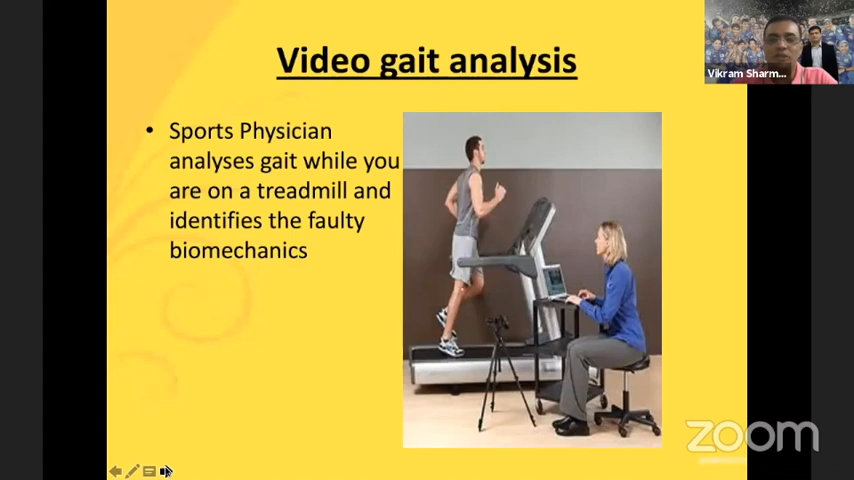 Video gait analysis
Vikram Sharm...
• Sports Physician
analyses gait while you
are on a treadmill and
identifies the faulty
biomechanics
zoom